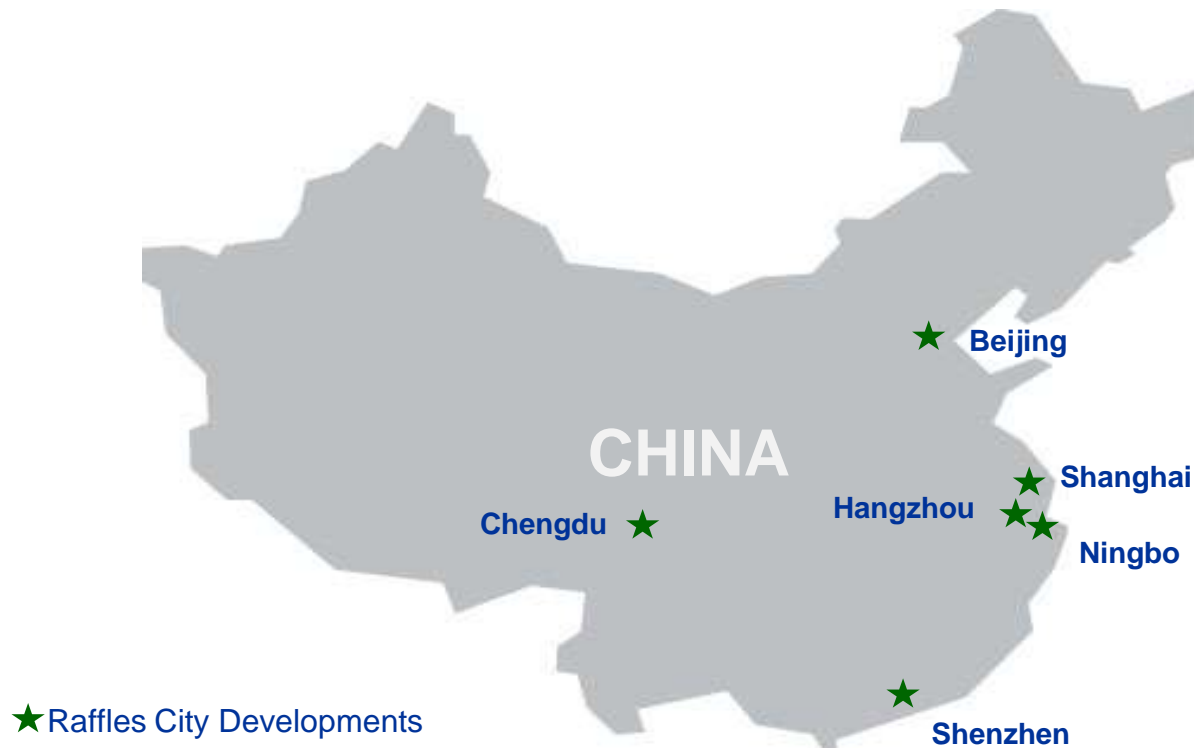 Beijing
CHINA
Shanghai
Hangzhou
Chengdu
Ningbo
Raffles City Developments
Shenzhen